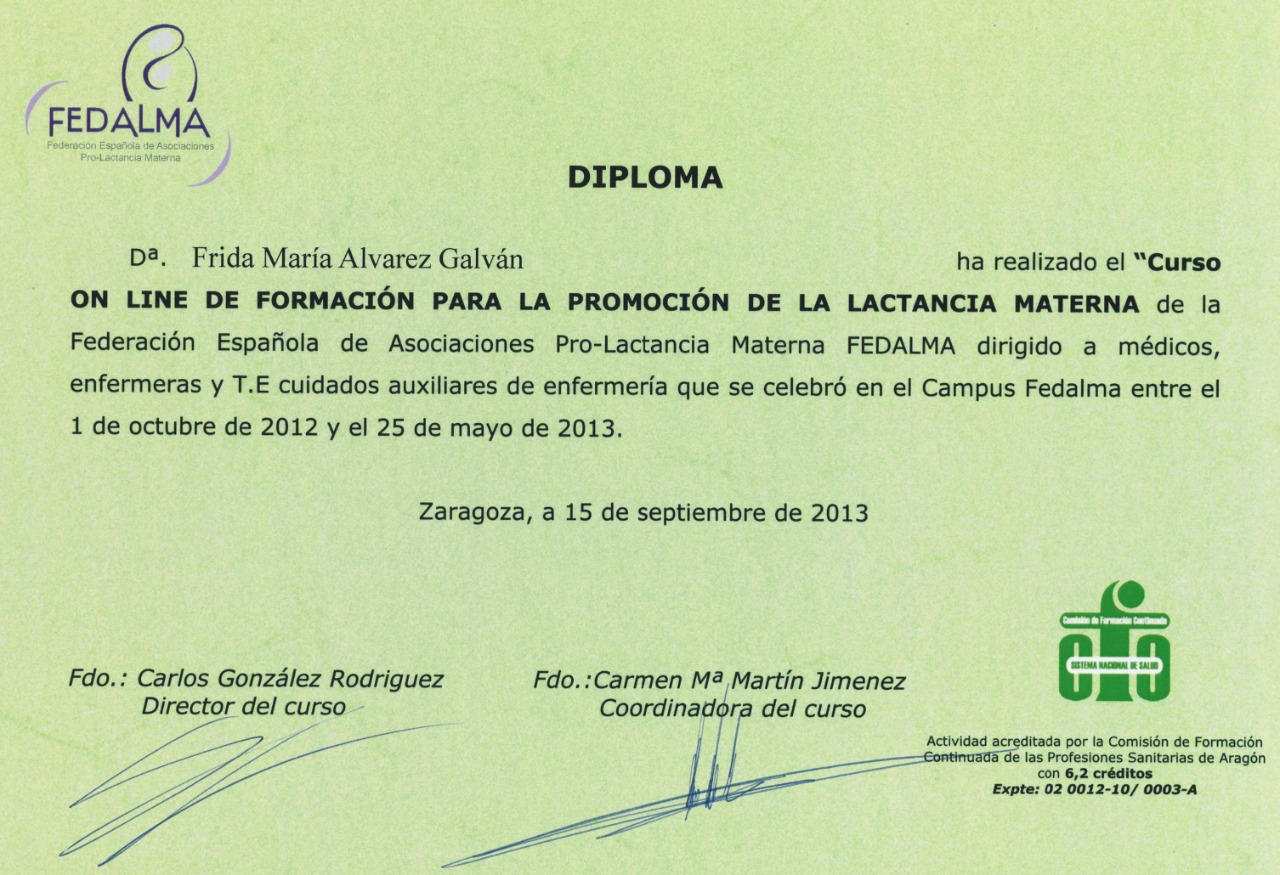 FEDALMA
Federación Española de Asociaciones
Pro-Lactancia Materna
DIPLOMA
Dª. Frida María Alvarez Galván ha realizado el “Curso
ON LINE DE FORMACIÓN PARA LA PROMOCIÓN DE LA LACTANCIA MATERNA de la
Federación Española de Asociaciones Pro-Lactancia Materna FEDALMA dirigido a médicos,
enfermeras y T.E cuidados auxiliares de enfermería que se celebró en el Campus Fedalma entre el
1 de octubre de 2012 y el 25 de mayo de 2013.
Zaragoza, a 15 de septiembre de 2013
Fdo.: Carlos González Rodriguez
Director del curso
Fdo.:Carmen Mª Martín Jimenez
Coordinadora del curso
Comisión de Formación Continuada
SISTEMA NACIONAL DE SALUD
Actividad acreditada por la Comisión de Formación
Continuada de las Profesiones Sanitarias de Aragón
con 6,2 créditos
Expte: 02 0012-10/ 0003-A